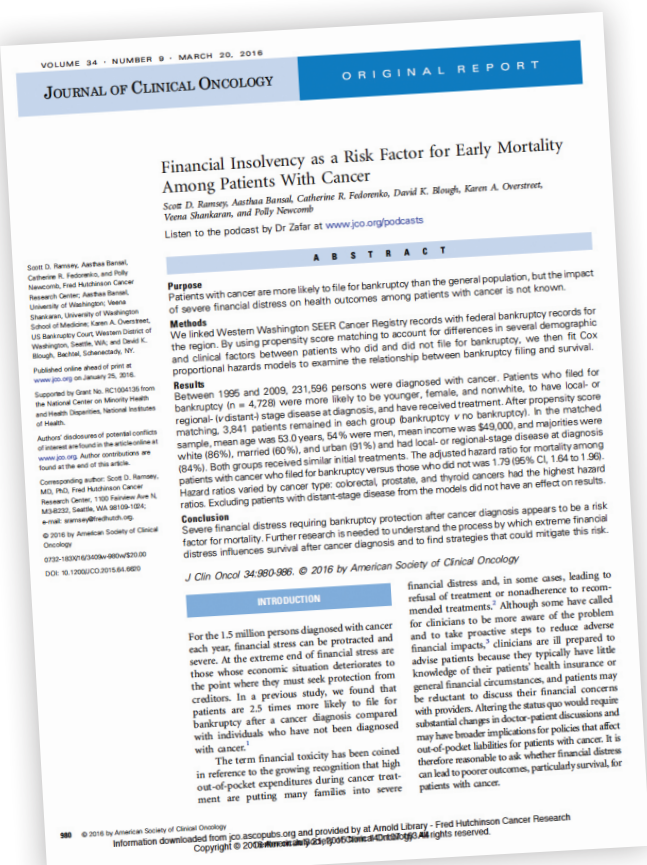 VOLUME 34 · NUMBER 9 · MARCH 20, 2016
JOURNAL OF CLINICAL ONCOLOGY
ORIGINAL REPORT
Financial Insolvency as a Risk Factor for Early Mortality
Among Patients With Cancer
Scott D. Ramsey, Aasthaa Bansal, Catherine R. Fedorenko, David K. Blough, Karen A. Overstreet,
Veena Shankaran, and Polly Newcomb
Listen to the podcast by Dr Zafar at www.jco.org/podcasts
Scott D. Ramsey, Aasthaa Bansal,
Catherine R. Fedorenko, and Polly
Newcomb, Fred Hutchinson Cancer
Research Center; Aasthaa Bansal,
University of Washington; Veena
Shankaran, University of Washington
School of Medicine; Karen A. Overstreet,
US Bankruptcy Court, Western District of
Washington, Seattle, WA; and David K.
Blough, Bechtel, Schenectady, NY.
Published online ahead of print at
www.jco.org on January 25, 2016.
Supported by Grant No. RC1004135 from
the National Center on Minority Health
and Health Disparities, National Institutes
of Health.
Authors' disclosures of potential conflicts
of interest are found in the article online at
www.jco.org. Author contributions are
found at the end of this article.
Corresponding author: Scott D. Ramsey,
MD, PhD, Fred Hutchinson Cancer
Research Center, 1100 Fairview Ave N,
M3-B232, Seattle, WA 98109-1024;
e-mail: sramsey@fredhutch.org.
© 2016 by American Society of Clinical
Oncology
0732-183X/16/3409w-980w/$20.00
DOI: 10.1200/JCO.2015.64.6620
ABSTRACT
Purpose
Patients with cancer are more likely to file for bankruptcy than the general population, but the impact
of severe financial distress on health outcomes among patients with cancer is not known.
Methods
We linked Western Washington SEER Cancer Registry records with federal bankruptcy records for
the region. By using propensity score matching to account for differences in several demographic
and clinical factors between patients who did and did not file for bankruptcy, we then fit Cox
proportional hazards models to examine the relationship between bankruptcy filing and survival.
Results
Between 1995 and 2009, 231,596 persons were diagnosed with cancer. Patients who filed for
bankruptcy (n = 4,728) were more likely to be younger, female, and nonwhite, to have local- or
regional- (v distant-) stage disease at diagnosis, and have received treatment. After propensity score
matching, 3,841 patients remained in each group (bankruptcy v no bankruptcy). In the matched
sample, mean age was 53.0 years, 54% were men, mean income was $49,000, and majorities were
white (86%), married (60%), and urban (91%) and had local- or regional-stage disease at diagnosis
(84%). Both groups received similar initial treatments. The adjusted hazard ratio for mortality among
patients with cancer who filed for bankruptcy versus those who did not was 1.79 (95% CI, 1.64 to 1.96).
Hazard ratios varied by cancer type: colorectal, prostate, and thyroid cancers had the highest hazard
ratios. Excluding patients with distant-stage disease from the models did not have an effect on results.
Conclusion
Severe financial distress requiring bankruptcy protection after cancer diagnosis appears to be a risk
factor for mortality. Further research is needed to understand the process by which extreme financial
distress influences survival after cancer diagnosis and to find strategies that could mitigate this risk.
J Clin Oncol 34:980-986. © 2016 by American Society of Clinical Oncology
INTRODUCTION
For the 1.5 million persons diagnosed with cancer
each year, financial stress can be protracted and
severe. At the extreme end of financial stress are
those whose economic situation deteriorates to
the point where they must seek protection from
creditors. In a previous study, we found that
patients are 2.5 times more likely to file for
bankruptcy after a cancer diagnosis compared
with individuals who have not been diagnosed
with cancer.1
The term financial toxicity has been coined
in reference to the growing recognition that high
out-of-pocket expenditures during cancer treat-
ment are putting many families into severe
financial distress and, in some cases, leading to
refusal of treatment or nonadherence to recom-
mended treatments.2 Although some have called
for clinicians to be more aware of the problem
and to take proactive steps to reduce adverse
financial impacts,3 clinicians are ill prepared to
advise patients because they typically have little
knowledge of their patients' health insurance or
general financial circumstances, and patients may
be reluctant to discuss their financial concerns
with providers. Altering the status quo would require
substantial changes in doctor-patient discussions and
may have broader implications for policies that affect
out-of-pocket liabilities for patients with cancer. It is
therefore reasonable to ask whether financial distress
can lead to poorer outcomes, particularly survival, for
patients with cancer.
980 © 2016 by American Society of Clinical Oncology
Information downloaded from jco.ascopubs.org and provided by at Arnold Library - Fred Hutchinson Cancer Research
Copyright © American Society of Clinical Oncology. All rights reserved.